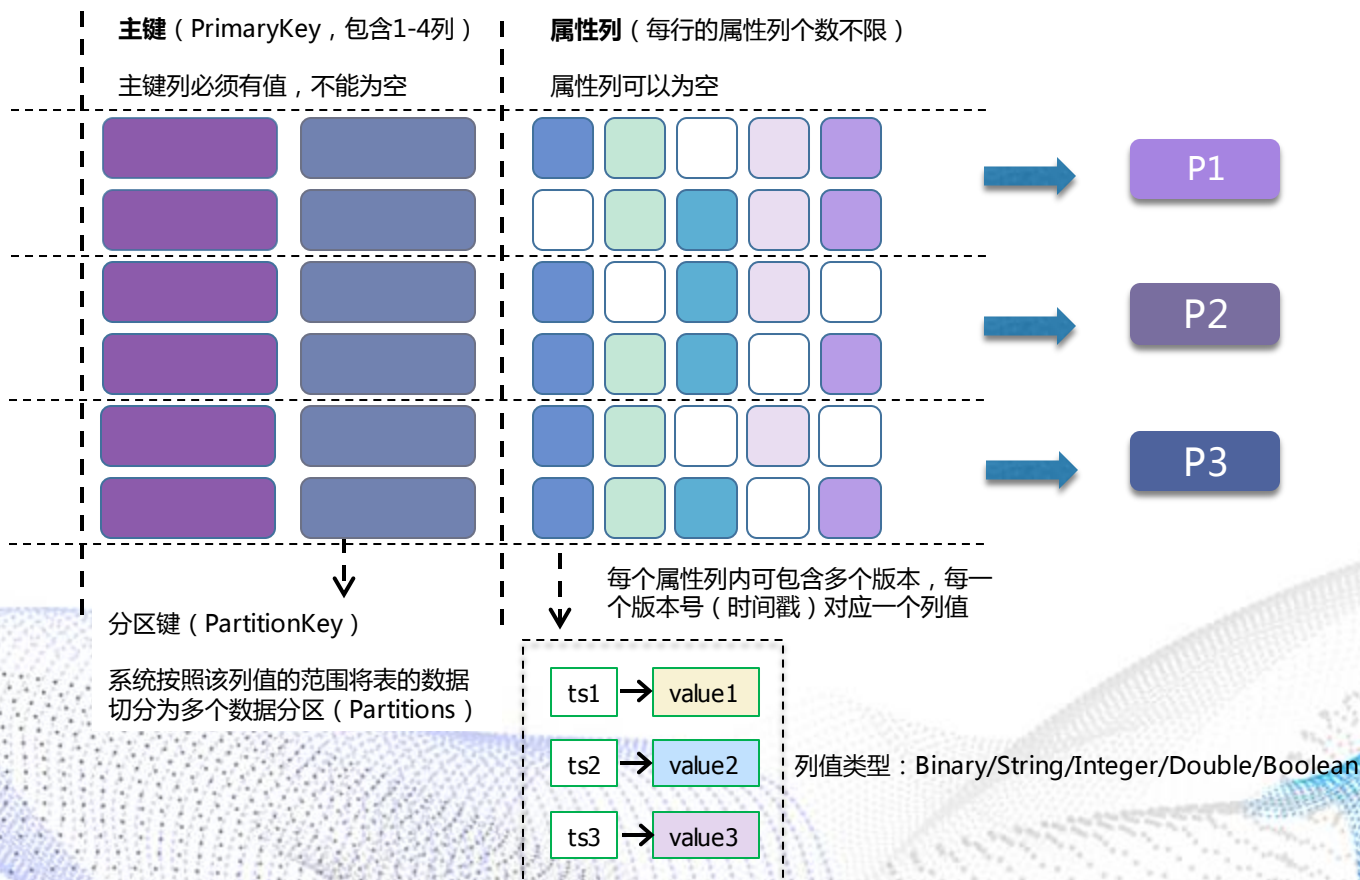 主键（PrimaryKey，包含1-4列）
属性列（每行的属性列个数不限）
主键列必须有值，不能为空
属性列可以为空
P1
P2
P3
每个属性列内可包含多个版本，每一
个版本号（时间戳）对应一个列值
分区键（PartitionKey）
系统按照该列值的范围将表的数据
切分为多个数据分区（Partitions）
ts1
value1
ts2
value2
列值类型：Binary/String/Integer/Double/Boolean
ts3
value3